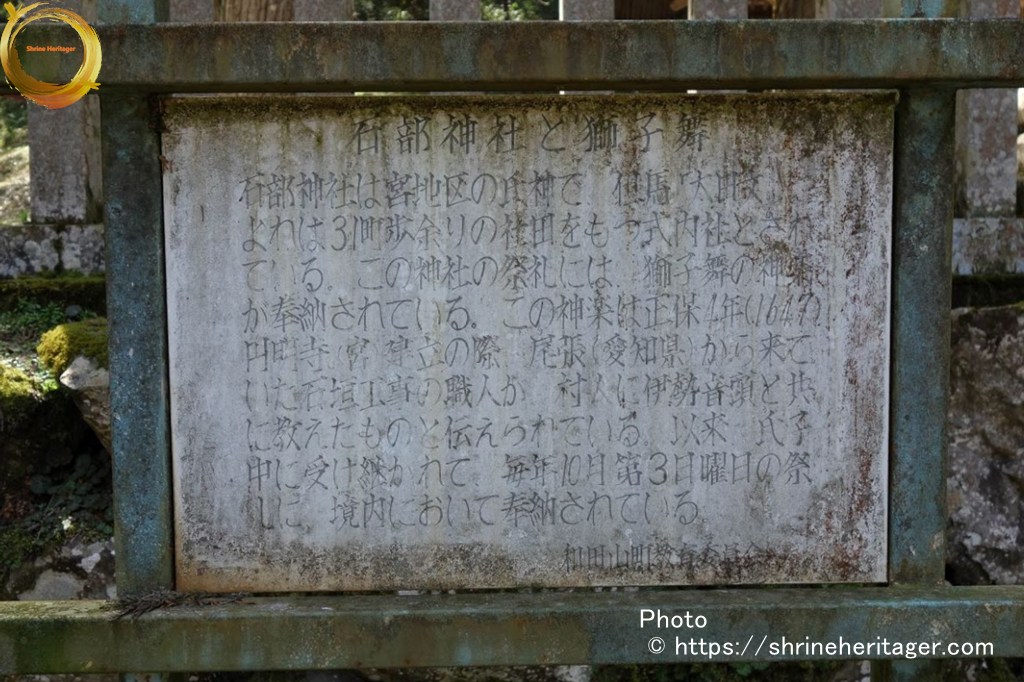 Shrine Heritager
石部神社と獅子舞
石部神社は宮地区の氏神で 但馬「太田文」に
よれは31町歩余りの社田をもつ式内社とされ
ている。この神社の祭礼には 獅子舞の神楽
が奉納されている。この神楽は正保4年(1647)
円明寺(宮)建立の際 尾張(愛知県)から来て
いた石垣工事の職人が 村人に伊勢音頭と共
に教えたものと伝えられている 以来 氏子
中に受け継かれて 毎年10月第3日曜日の祭
しに 境内において奉納されている
和田山町教育委員会
Photo
© https://shrineheritager.com